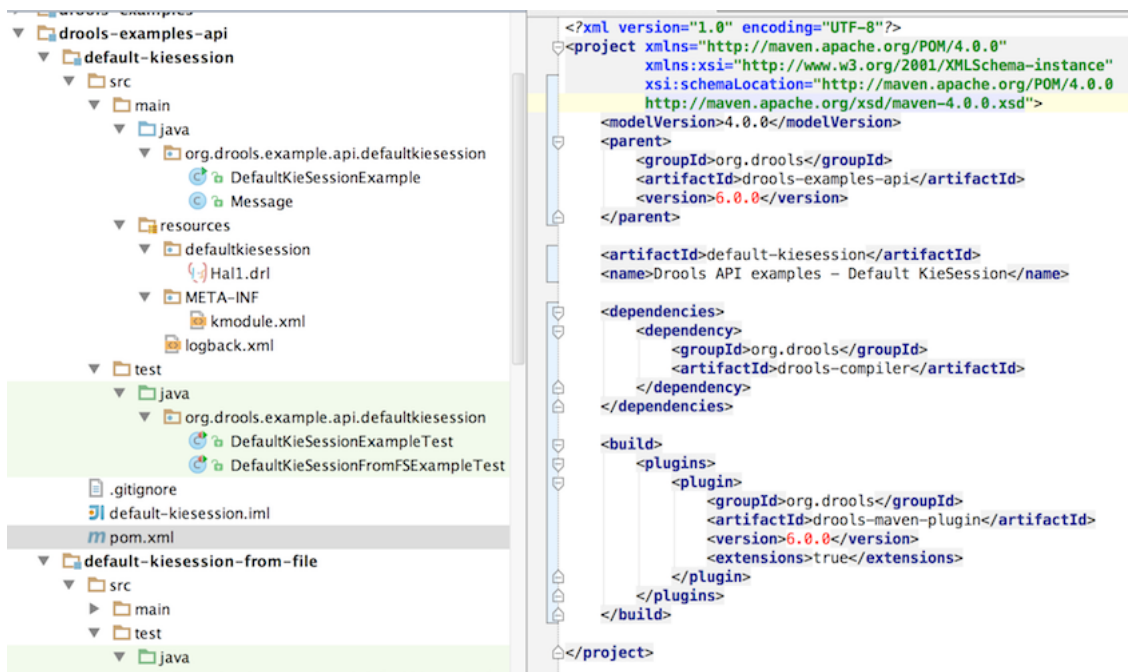 drools-examples
drools-examples-api
default-kiesession
src
main
java
org.drools.example.api.defaultkiesession
DefaultKieSessionExample
Message
resources
defaultkiesession
Hal1.drl
META-INF
kmodule.xml
logback.xml
test
java
org.drools.example.api.defaultkiesession
DefaultKieSessionExampleTest
DefaultKieSessionFromFSExampleTest
.gitignore
default-kiesession.iml
pom.xml
default-kiesession-from-file
src
main
test
java
<?xml version="1.0" encoding="UTF-8"?>
<project xmlns="http://maven.apache.org/POM/4.0.0"
xmlns:xsi="http://www.w3.org/2001/XMLSchema-instance"
xsi:schemaLocation="http://maven.apache.org/POM/4.0.0
http://maven.apache.org/xsd/maven-4.0.0.xsd">
<modelVersion>4.0.0</modelVersion>
<parent>
<groupId>org.drools</groupId>
<artifactId>drools-examples-api</artifactId>
<version>6.0.0</version>
</parent>
<artifactId>default-kiesession</artifactId>
<name>Drools API examples - Default KieSession</name>
<dependencies>
<dependency>
<groupId>org.drools</groupId>
<artifactId>drools-compiler</artifactId>
</dependency>
</dependencies>
<build>
<plugins>
<plugin>
<groupId>org.drools</groupId>
<artifactId>drools-maven-plugin</artifactId>
<version>6.0.0</version>
<extensions>true</extensions>
</plugin>
</plugins>
</build>
</project>